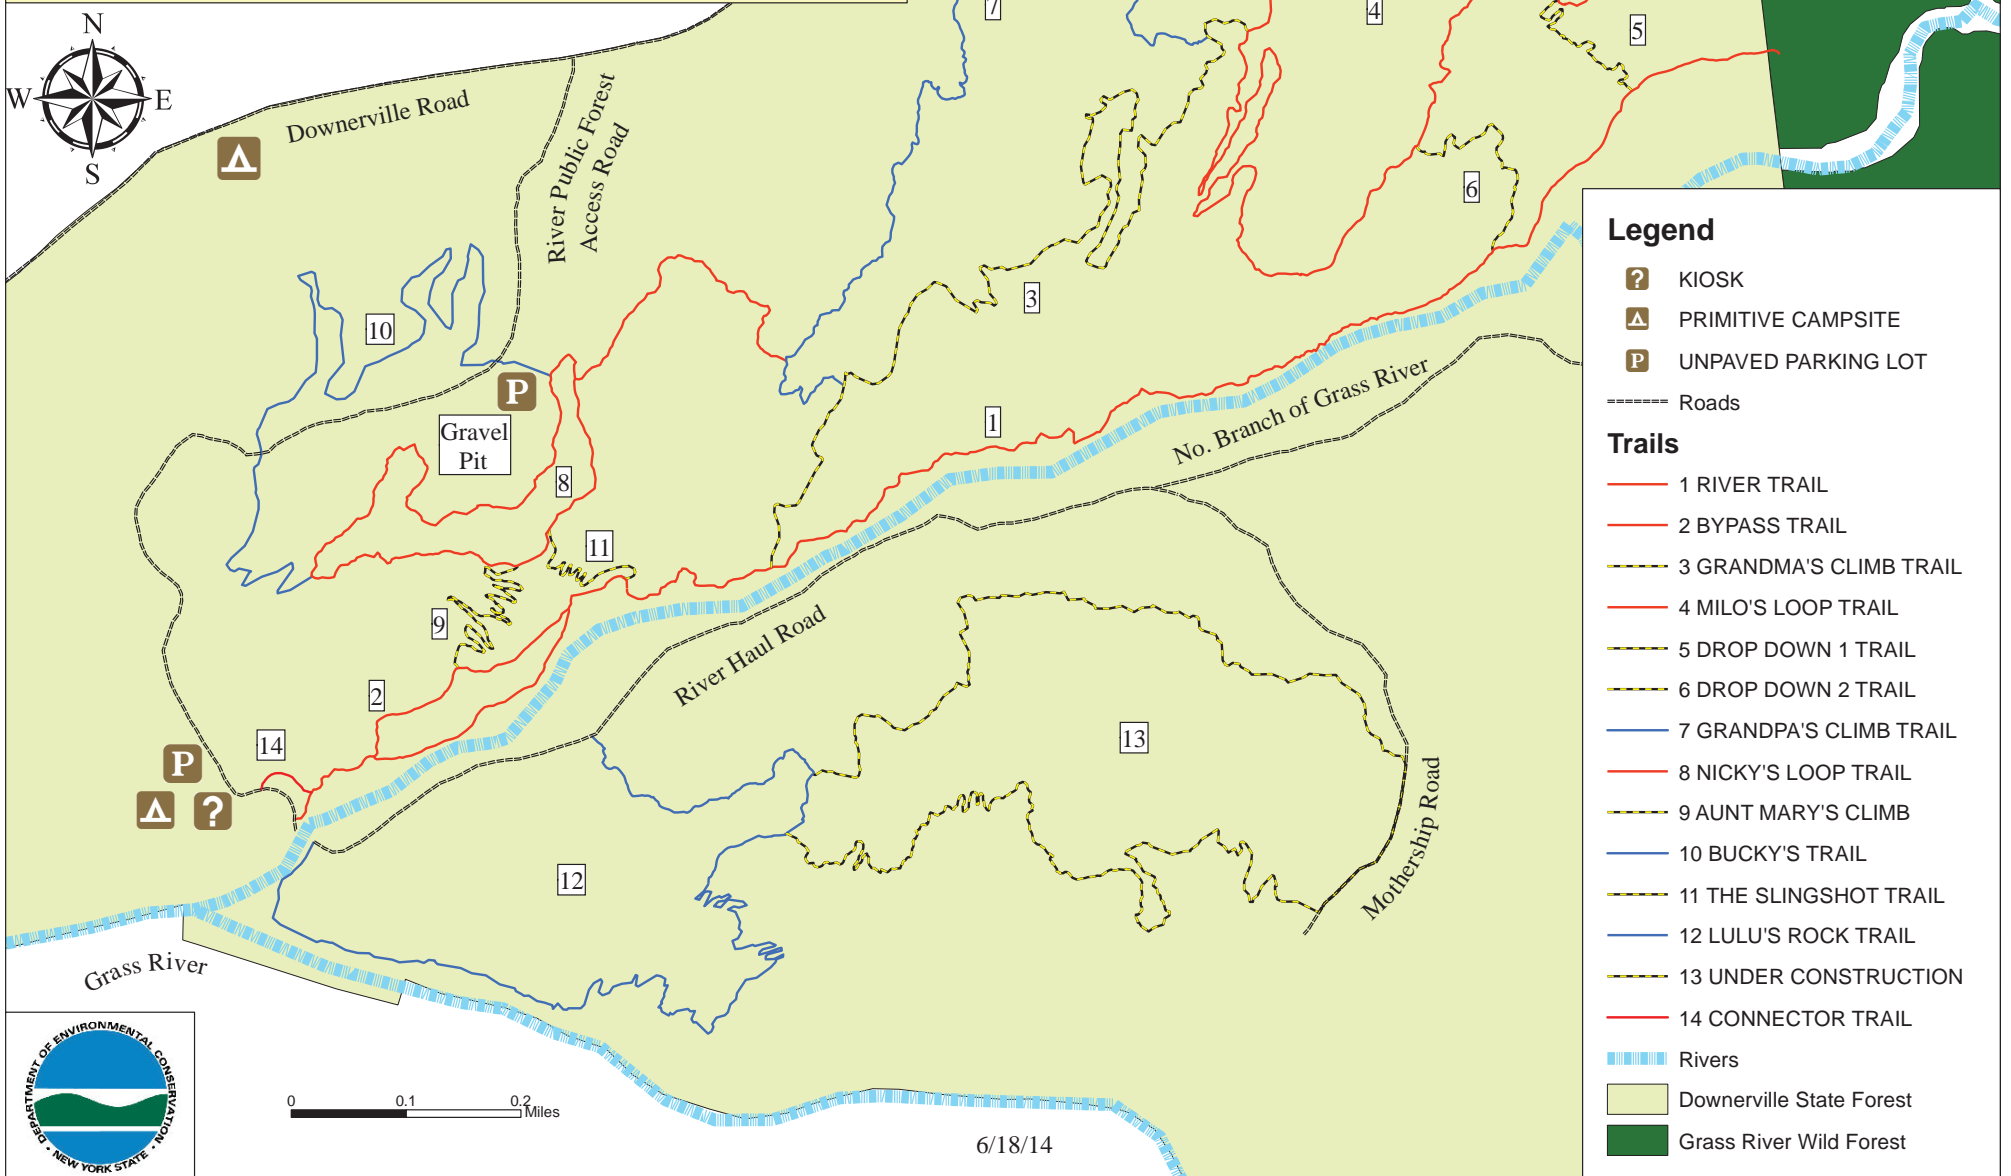 7
4
5
N
W
E
S
Downerville Road
River Public Forest
Access Road
6
10
3
P
Gravel
Pit
1
No. Branch of Grass River
8
11
9
River Haul Road
2
14
13
P
?
Mothership Road
12
Grass River
DEPARTMENT OF ENVIRONMENTAL CONSERVATION
• NEW YORK STATE •
0
0.1
0.2
Miles
6/18/14
Legend
? KIOSK
PRIMITIVE CAMPSITE
P UNPAVED PARKING LOT
Roads
Trails
1 RIVER TRAIL
2 BYPASS TRAIL
3 GRANDMA'S CLIMB TRAIL
4 MILO'S LOOP TRAIL
5 DROP DOWN 1 TRAIL
6 DROP DOWN 2 TRAIL
7 GRANDPA'S CLIMB TRAIL
8 NICKY'S LOOP TRAIL
9 AUNT MARY'S CLIMB
10 BUCKY'S TRAIL
11 THE SLINGSHOT TRAIL
12 LULU'S ROCK TRAIL
13 UNDER CONSTRUCTION
14 CONNECTOR TRAIL
Rivers
Downerville State Forest
Grass River Wild Forest